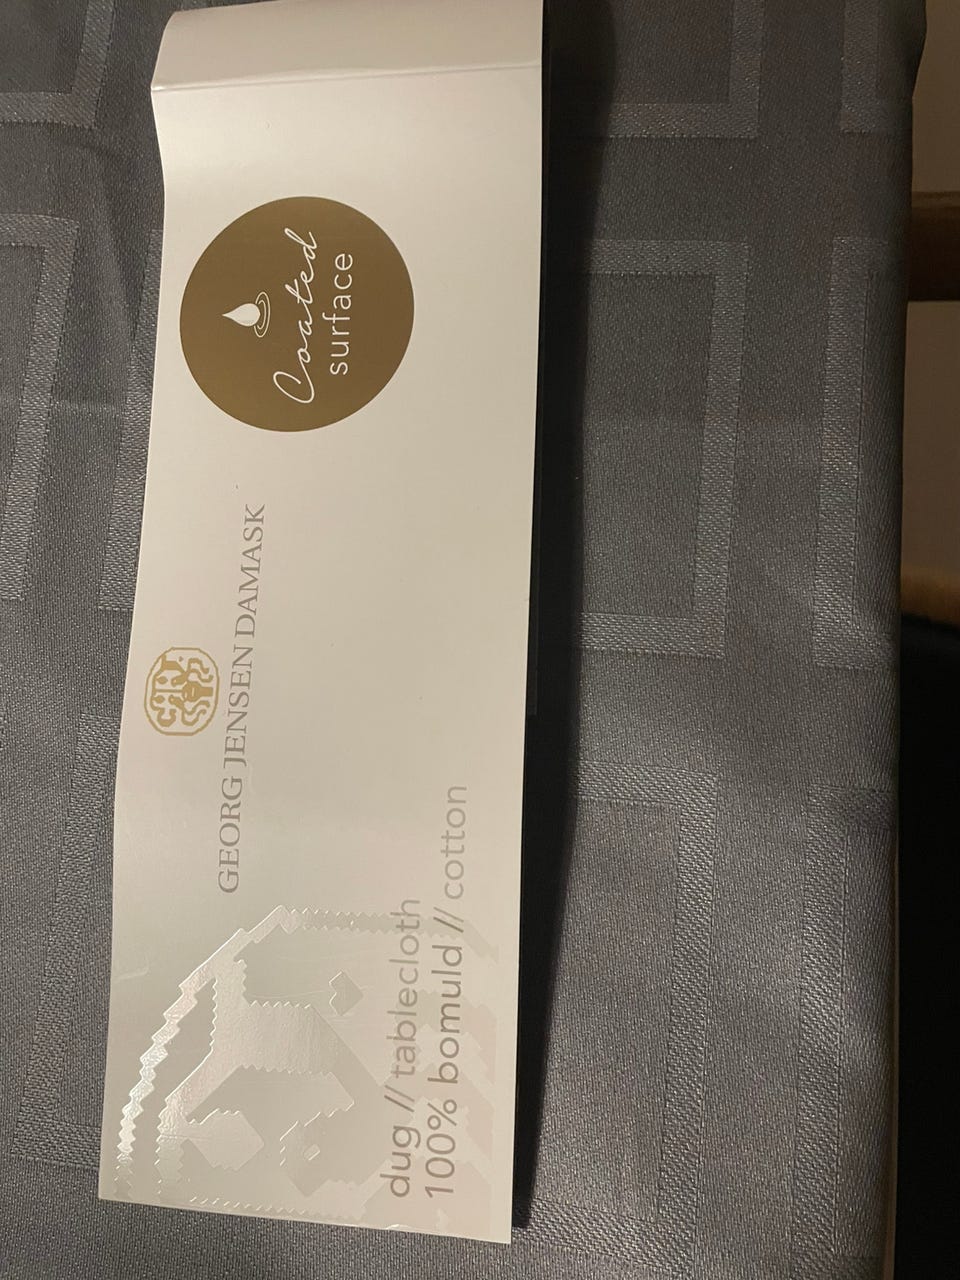 dug // tablecloth
100% bomuld // cotton
GEORG JENSEN DAMASK
Coated
surface